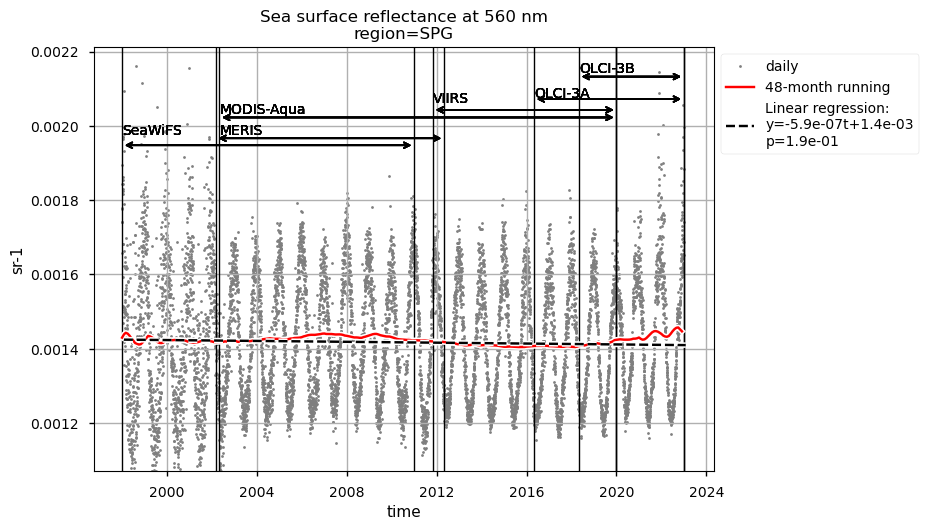 Sea surface reflectance at 560 nm
region=SPG
0.0022
0.0020
0.0018
0.0016
0.0014
0.0012
sr-1
2000
2004
2008
2012
2016
2020
2024
time
SeaWiFS
MODIS-Aqua
MERIS
VIIRS
OLCI-3A
OLCI-3B
daily
48-month running
Linear regression:
y=-5.9e-07t+1.4e-03
p=1.9e-01